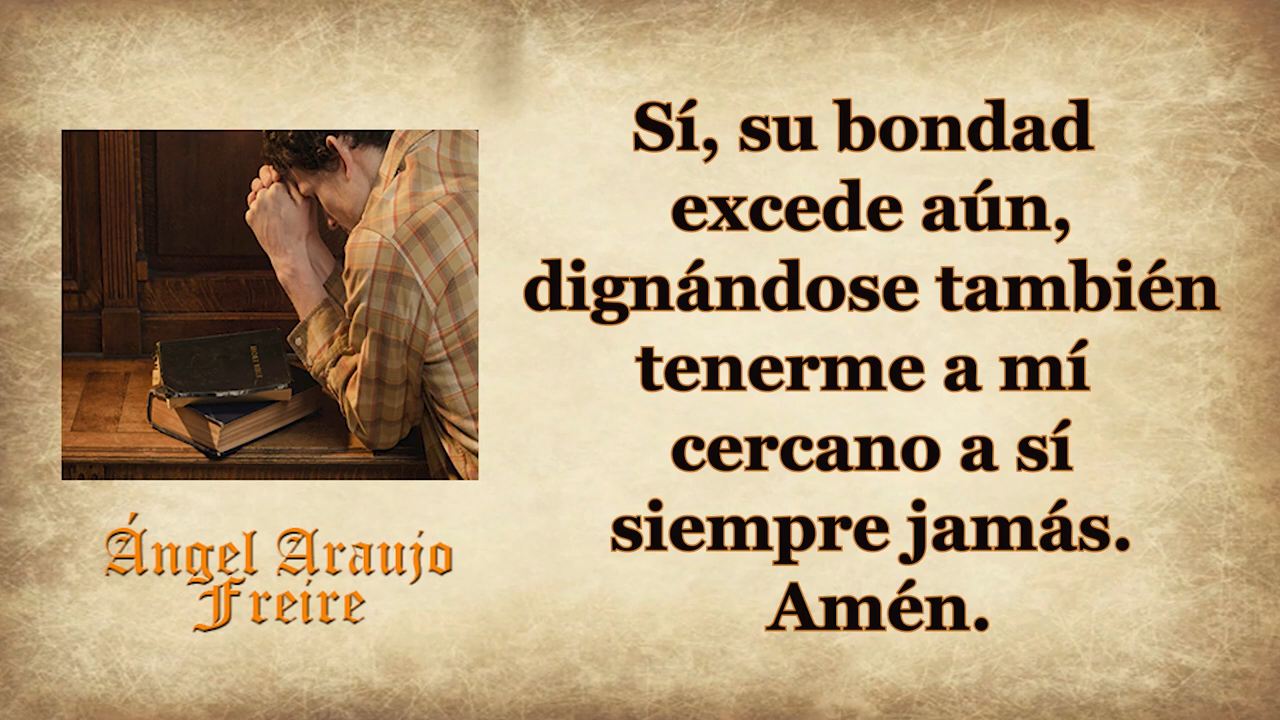 Sí, su bondad
excede aún,
dignándose también
tenerme a mí
cercano a sí
siempre jamás.
Amén.
Ángel Araujo
Freire